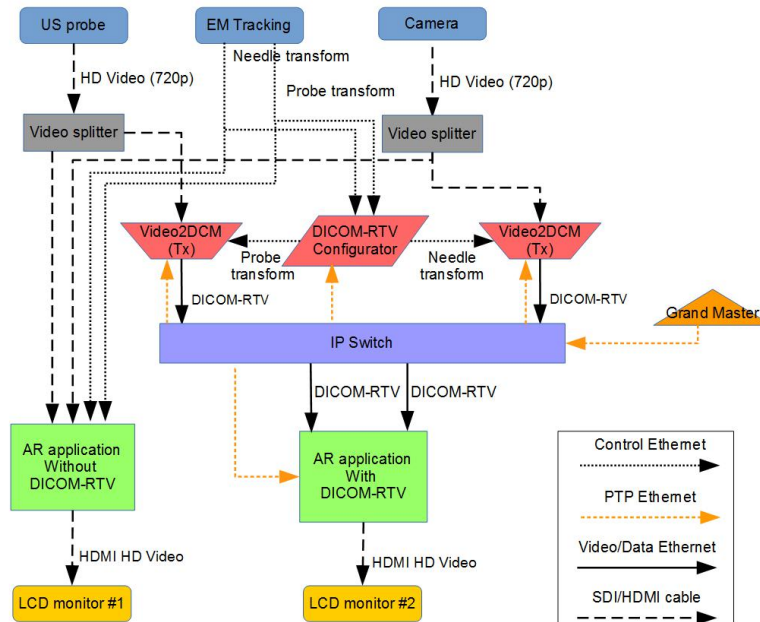 US probe
EM Tracking
Camera
Needle transform
HD Video (720p)
HD Video (720p)
Probe transform
Video splitter
Video splitter
Video2DCM
(Tx)
DICOM-RTV
Configurator
Video2DCM
(Tx)
Probe
transform
Needle
transform
DICOM-RTV
DICOM-RTV
Grand Master
IP Switch
DICOM-RTV
DICOM-RTV
AR application
Without
DICOM-RTV
AR application
With
DICOM-RTV
Control Ethernet
PTP Ethernet
Video/Data Ethernet
SDI/HDMI cable
HDMI HD Video
HDMI HD Video
LCD monitor #1
LCD monitor #2